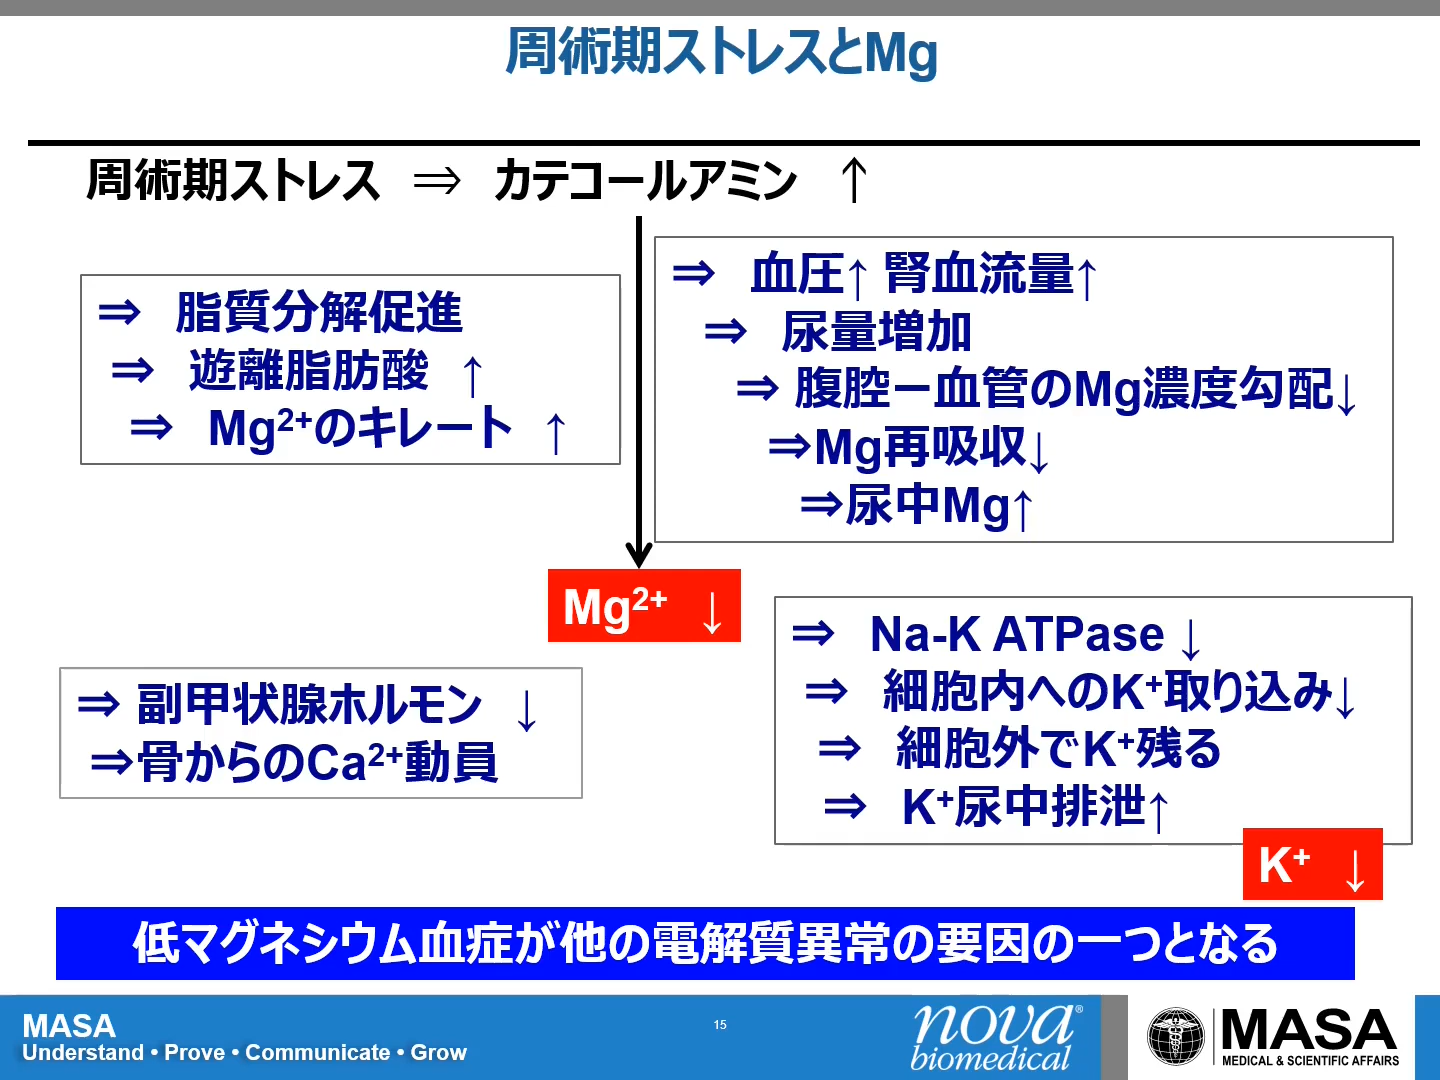 周術期ストレスとMg
周術期ストレス ⇒ カテコールアミン ↑
⇒ 脂質分解促進
⇒ 遊離脂肪酸 ↑
⇒ Mg²⁺のキレート ↑
⇒ 血圧↑ 腎血流量↑
⇒ 尿量増加
⇒ 腹腔－血管のMg濃度勾配↓
⇒Mg再吸収↓
⇒尿中Mg↑
Mg²⁺ ↓
⇒ 副甲状腺ホルモン ↓
⇒骨からのCa²⁺動員
⇒ Na-K ATPase ↓
⇒ 細胞内へのK⁺取り込み↓
⇒ 細胞外でK⁺残る
⇒ K⁺尿中排泄↑
K⁺ ↓
低マグネシウム血症が他の電解質異常の要因の一つとなる
MASA
Understand • Prove • Communicate • Grow
15
nova®
biomedical
MASA
MEDICAL & SCIENTIFIC AFFAIRS